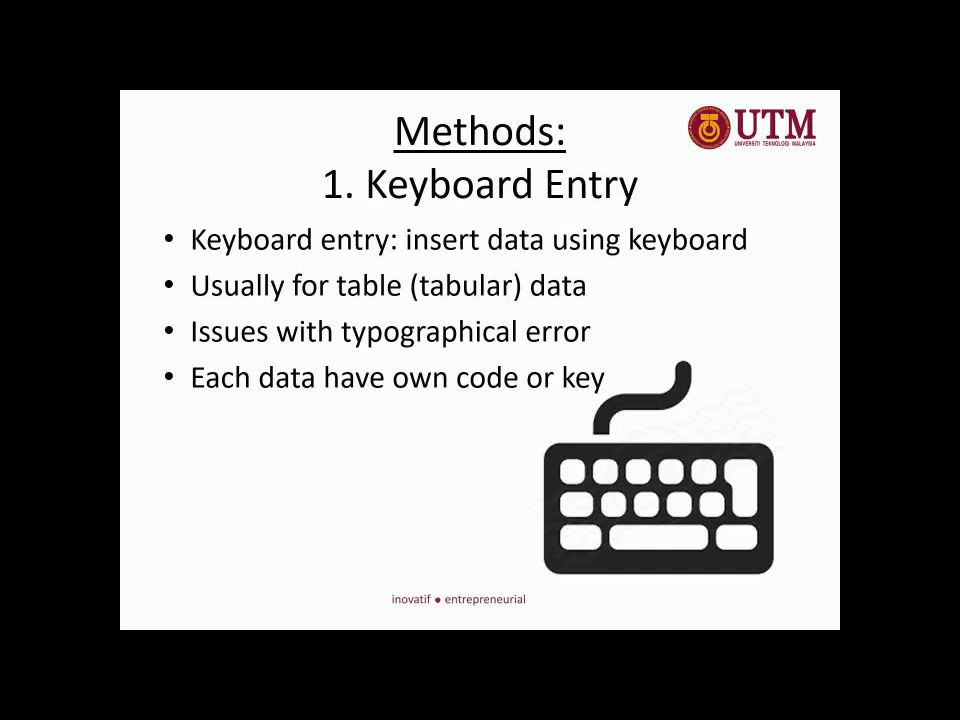 Methods:
1. Keyboard Entry
UTM
UNIVERSITI TEKNOLOGI MALAYSIA
• Keyboard entry: insert data using keyboard
• Usually for table (tabular) data
• Issues with typographical error
• Each data have own code or key
inovatif ● entrepreneurial